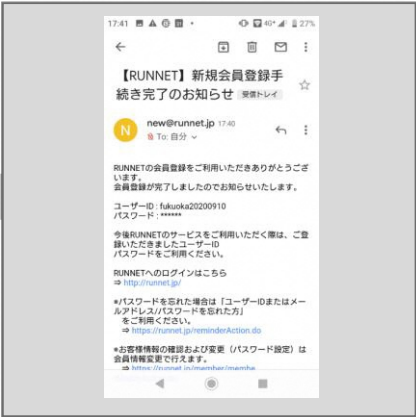 17:41 27%
【RUNNET】新規会員登録手
続き完了のお知らせ 受信トレイ
N
new@runnet.jp 17:40
To: 自分
RUNNETの会員登録をご利用いただきありがとうござ
います。
会員登録が完了しましたのでお知らせいたします。
ユーザーID : fukuoka20200910
パスワード : ******
今後RUNNETのサービスをご利用いただく際は、ご登
録いただきましたユーザーID
パスワードをご利用ください。
RUNNETへのログインはこちら
⇒ http://runnet.jp/
*パスワードを忘れた場合は「ユーザーIDまたはメー
ルアドレス/パスワードを忘れた方」
をご利用ください。
⇒ https://runnet.jp/reminderAction.do
*お客様情報の確認および変更（パスワード設定）は
会員情報変更で行えます。
⇒ https://runnet.jp/member/membe